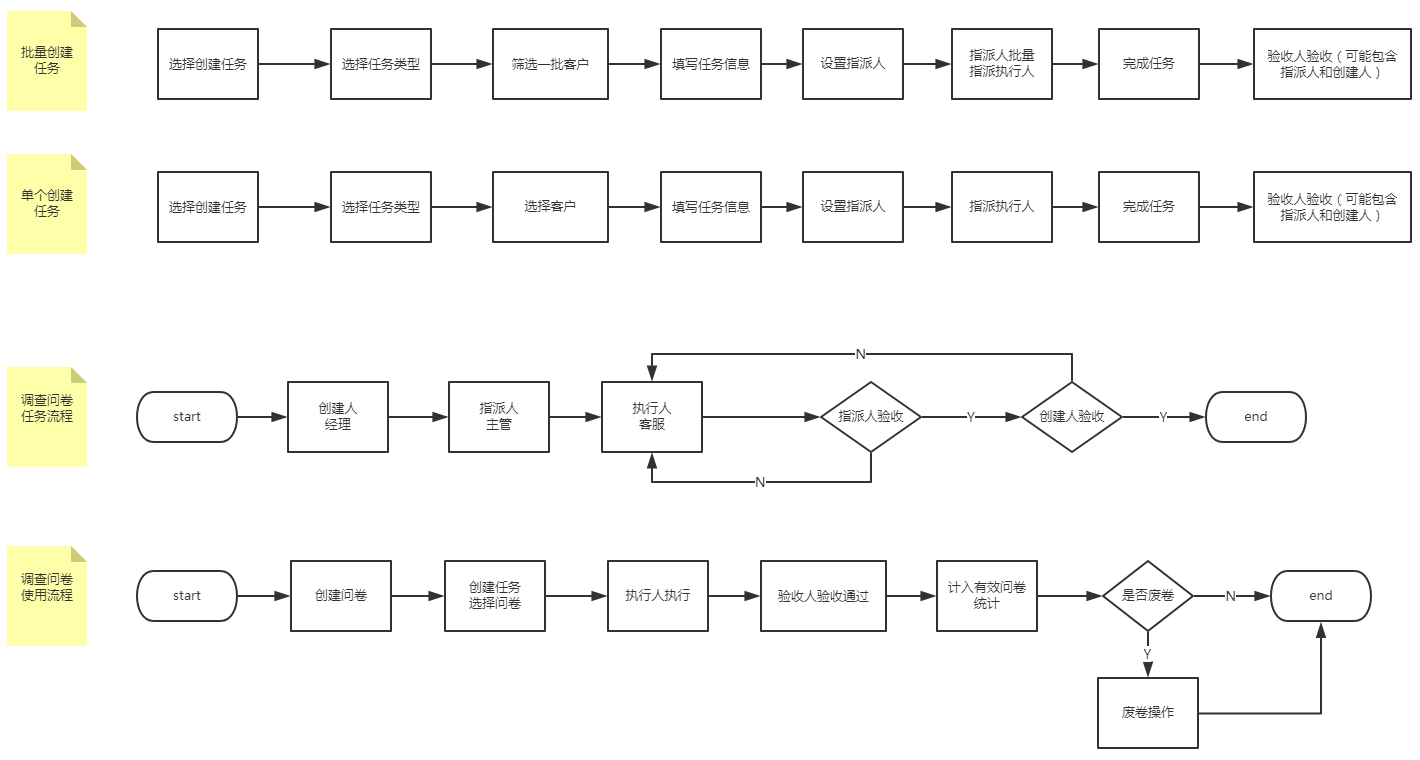 批量创建
任务
选择创建任务
选择任务类型
筛选一批客户
填写任务信息
设置指派人
指派人批量
指派执行人
完成任务
验收人验收（可能包含
指派人和创建人）
单个创建
任务
选择创建任务
选择任务类型
选择客户
填写任务信息
设置指派人
指派执行人
完成任务
验收人验收（可能包含
指派人和创建人）
N
调查问卷
任务流程
start
创建人
经理
指派人
主管
执行人
客服
指派人验收
Y
创建人验收
Y
end
N
调查问卷
使用流程
start
创建问卷
创建任务
选择问卷
执行人执行
验收人验收通过
计入有效问卷
统计
是否废卷
N
end
Y
废卷操作